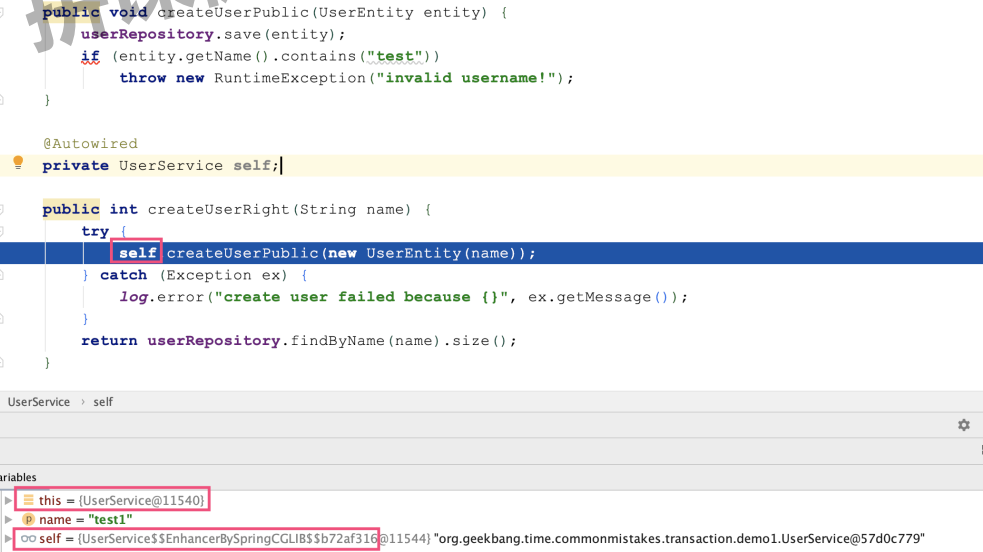 public void createUserPublic(UserEntity entity) {
userRepository.save(entity);
if (entity.getName().contains("test"))
throw new RuntimeException("invalid username!");
}
@Autowired
private UserService self;
public int createUserRight(String name) {
try {
self.createUserPublic(new UserEntity(name));
} catch (Exception ex) {
log.error("create user failed because {}", ex.getMessage());
}
return userRepository.findByName(name).size();
}
UserService › self
ariables
this = {UserService@11540}
p name = "test1"
self = {UserService$$EnhancerBySpringCGLIB$$b72af316@11544} "org.geekbang.time.commonmistakes.transaction.demo1.UserService@57d0c779"